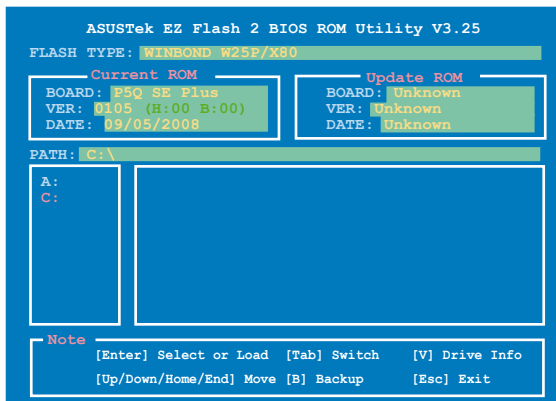 ASUSTek EZ Flash 2 BIOS ROM Utility V3.25
FLASH TYPE: WINBOND W25P/X80
Current ROM
BOARD: P5Q SE Plus
VER: 0105 (H:00 B:00)
DATE: 09/05/2008
Update ROM
BOARD: Unknown
VER: Unknown
DATE: Unknown
PATH: C:\
A:
C:
Note
[Enter] Select or Load [Tab] Switch [V] Drive Info
[Up/Down/Home/End] Move [B] Backup [Esc] Exit